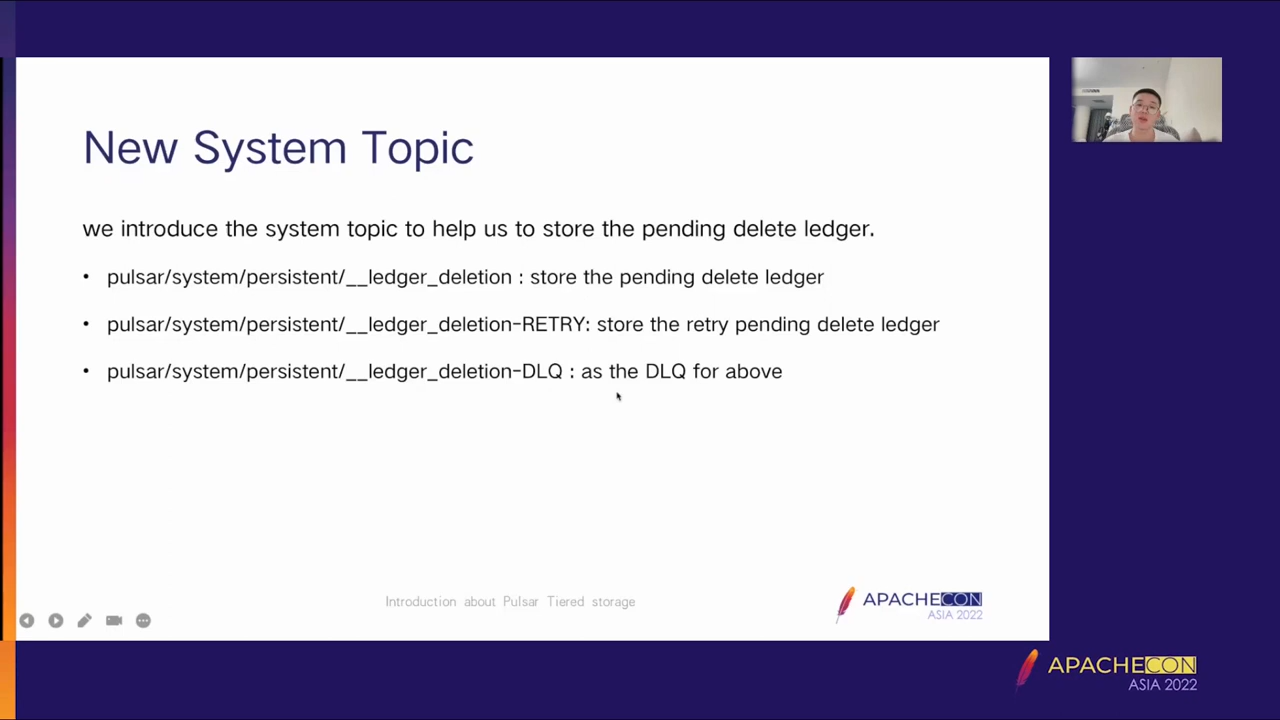 New System Topic
we introduce the system topic to help us to store the pending delete ledger.
• pulsar/system/persistent/__ledger_deletion : store the pending delete ledger
• pulsar/system/persistent/__ledger_deletion-RETRY: store the retry pending delete ledger
• pulsar/system/persistent/__ledger_deletion-DLQ : as the DLQ for above
Introduction about Pulsar Tiered storage
APACHECON
ASIA 2022
APACHECON
ASIA 2022